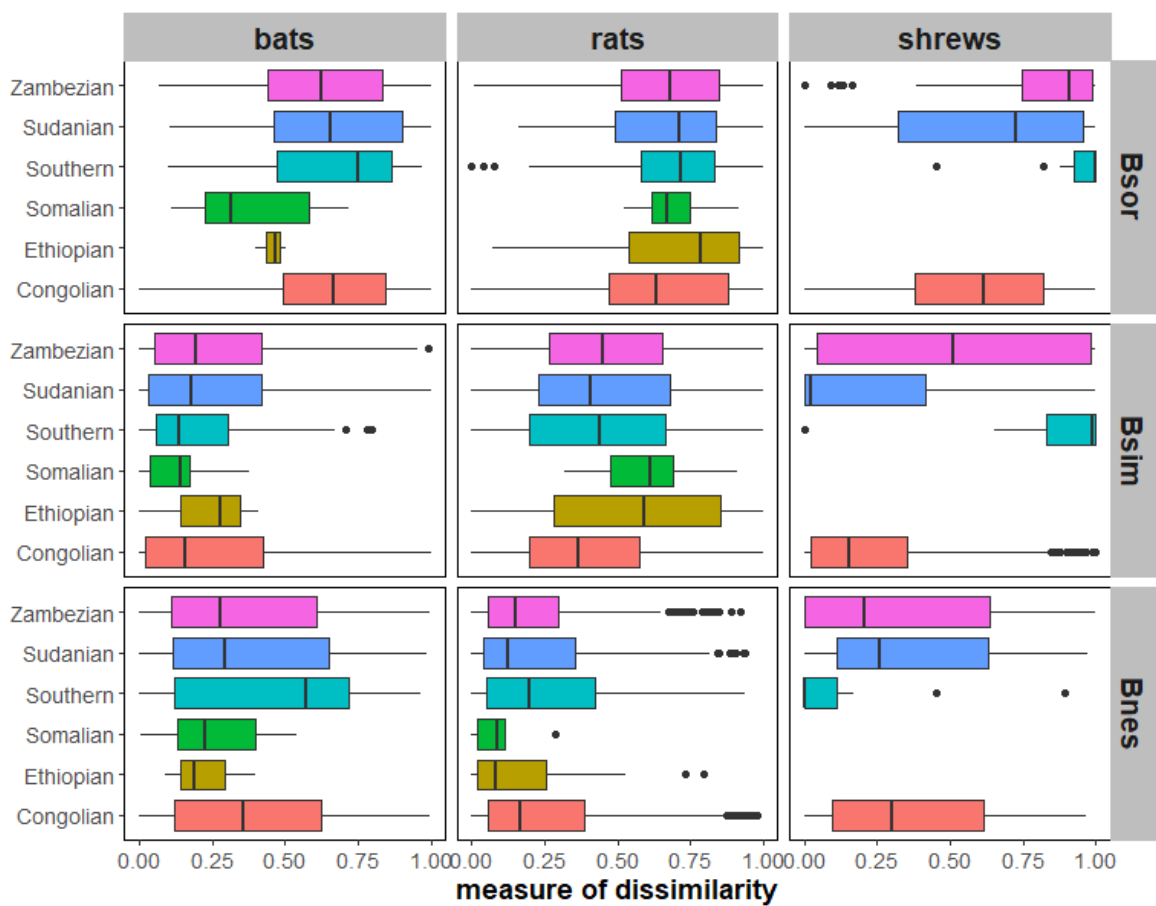 bats rats shrews
Zambezian
Sudanian
Southern
Somalian
Ethiopian
Congolian
Bsor
Zambezian
Sudanian
Southern
Somalian
Ethiopian
Congolian
Bsim
Zambezian
Sudanian
Southern
Somalian
Ethiopian
Congolian
Bnes
0.00 0.25 0.50 0.75 1.00 0.00 0.25 0.50 0.75 1.00 0.00 0.25 0.50 0.75 1.00
measure of dissimilarity